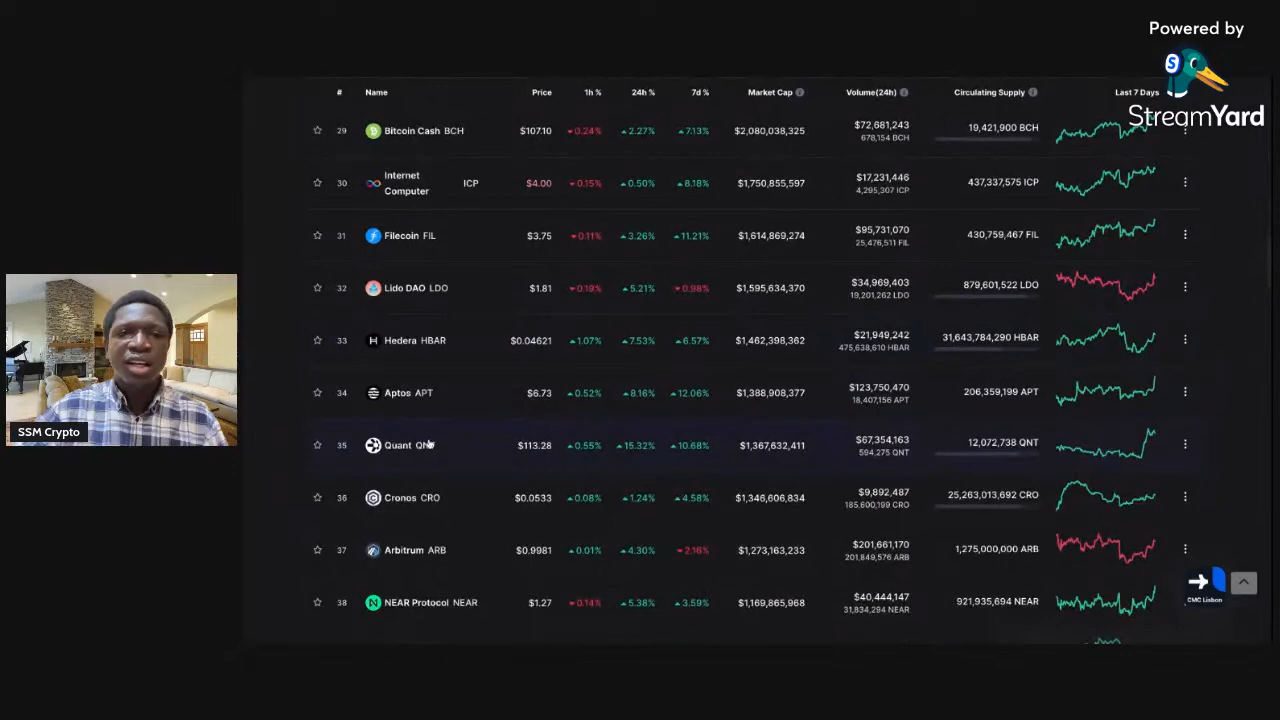 Powered by
StreamYard
# Name Price 1h % 24h % 7d % Market Cap Volume(24h) Circulating Supply Last 7 Days
29 Bitcoin Cash BCH $107.10 0.24% 2.27% 7.13% $2,080,038,325 $72,681,243 19,421,900 BCH
678,154 BCH
30 Internet Computer ICP $4.00 0.15% 0.50% 8.18% $1,750,855,597 $17,231,446 437,337,575 ICP
4,295,307 ICP
31 Filecoin FIL $3.75 0.11% 3.26% 11.21% $1,614,869,274 $95,731,070 430,759,467 FIL
25,476,511 FIL
32 Lido DAO LDO $1.81 0.19% 5.21% 0.98% $1,595,634,370 $34,969,403 879,601,522 LDO
19,201,262 LDO
33 Hedera HBAR $0.04621 1.07% 7.53% 6.57% $1,462,398,362 $21,949,242 31,643,784,290 HBAR
475,638,610 HBAR
34 Aptos APT $6.73 0.52% 8.16% 12.06% $1,388,908,377 $123,750,470 206,359,199 APT
18,407,156 APT
35 Quant QNT $113.28 0.55% 15.32% 10.68% $1,367,632,411 $67,354,163 12,072,738 QNT
594,275 QNT
36 Cronos CRO $0.0533 0.08% 1.24% 4.58% $1,346,606,834 $9,892,487 25,263,013,692 CRO
185,600,199 CRO
37 Arbitrum ARB $0.9981 0.01% 4.30% 2.16% $1,273,163,233 $201,661,170 1,275,000,000 ARB
201,849,576 ARB
38 NEAR Protocol NEAR $1.27 0.14% 5.38% 3.59% $1,169,865,968 $40,444,147 921,935,694 NEAR
31,834,294 NEAR
SSM Crypto
CMC Lisbon